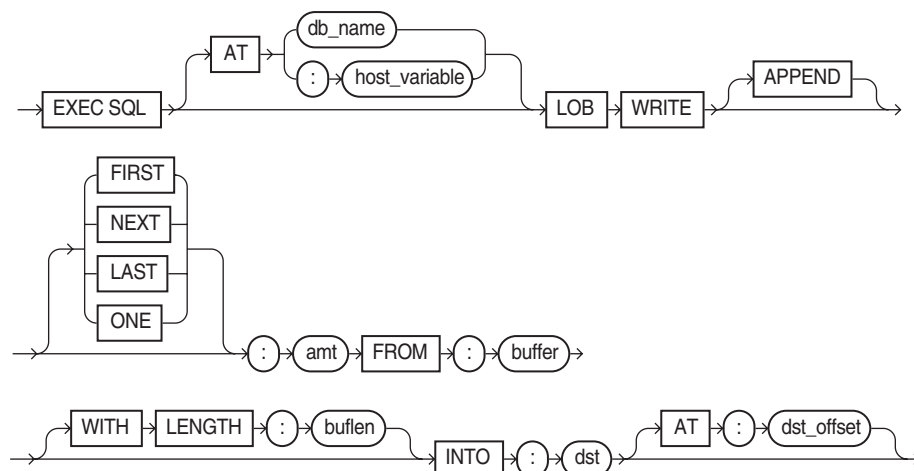 db_name
AT
: host_variable
EXEC SQL LOB WRITE APPEND
FIRST
NEXT
LAST
ONE
: amt FROM : buffer
WITH LENGTH : buflen AT : dst_offset
INTO : dst